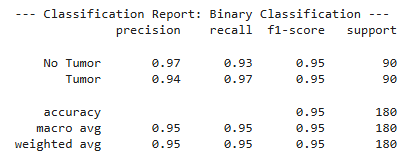 --- Classification Report: Binary Classification ---
precision recall f1-score support
No Tumor 0.97 0.93 0.95 90
Tumor 0.94 0.97 0.95 90
accuracy 0.95 180
macro avg 0.95 0.95 0.95 180
weighted avg 0.95 0.95 0.95 180